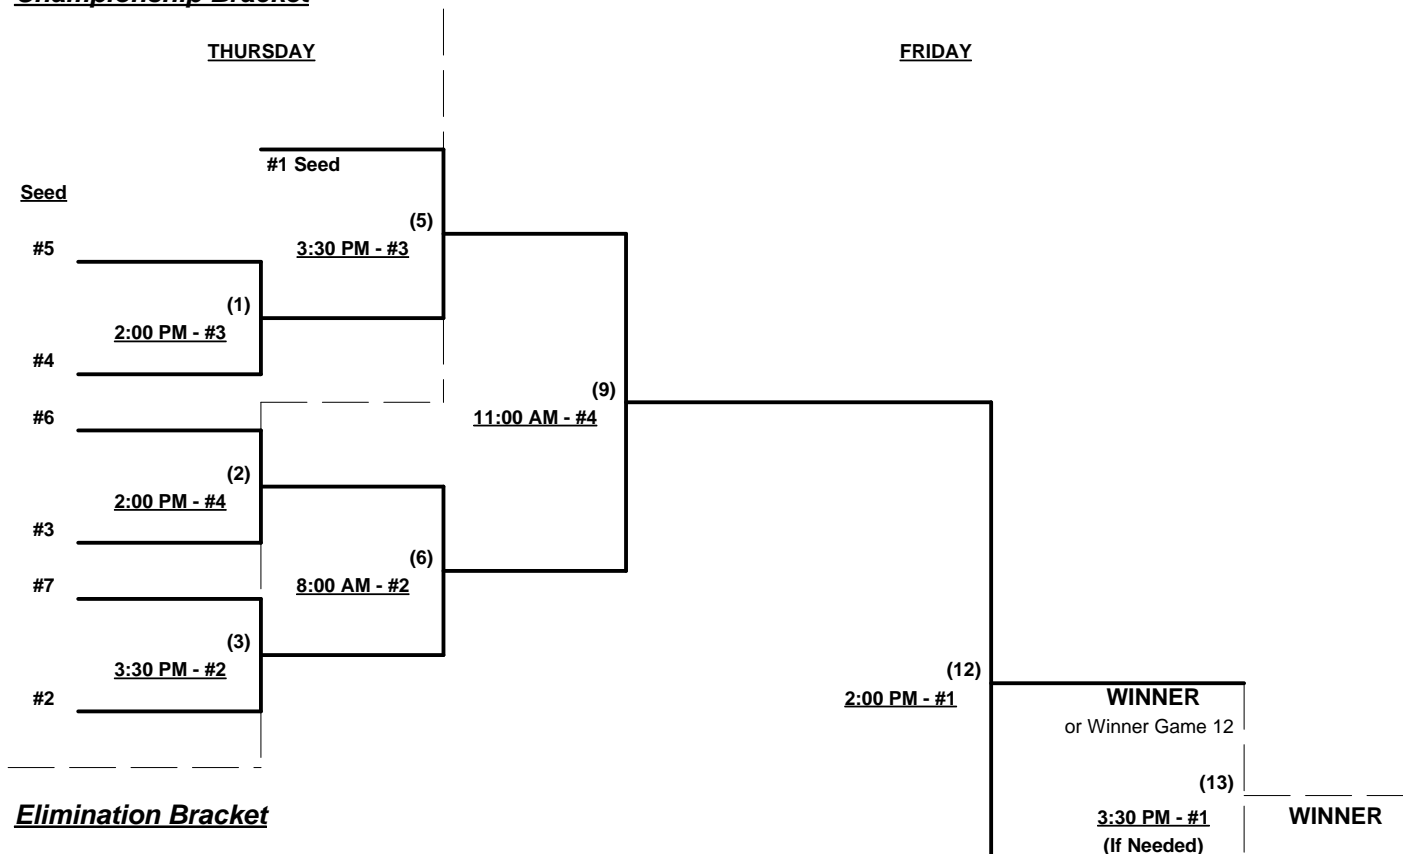 Championship Bracket
THURSDAY
FRIDAY
#1 Seed
Seed
(5)
#5
3:30 PM - #3
(1)
2:00 PM - #3
#4
(9)
#6
11:00 AM - #4
(2)
2:00 PM - #4
#3
(6)
#7
8:00 AM - #2
(3)
3:30 PM - #2
(12)
#2
2:00 PM - #1
WINNER
or Winner Game 12
(13)
Elimination Bracket
3:30 PM - #1
WINNER
(If Needed)